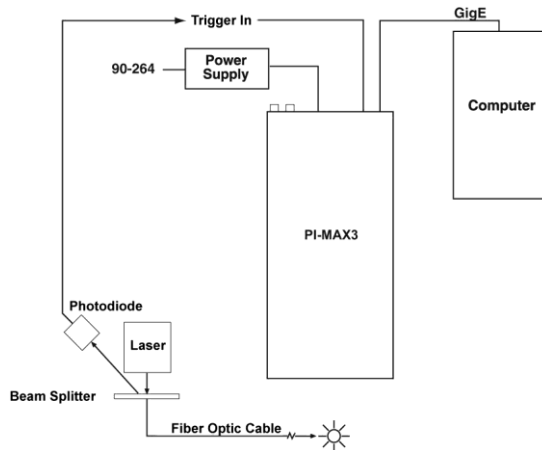 Trigger In
GigE
90-264
Power
Supply
Computer
PI-MAX3
Photodiode
Laser
Beam Splitter
Fiber Optic Cable